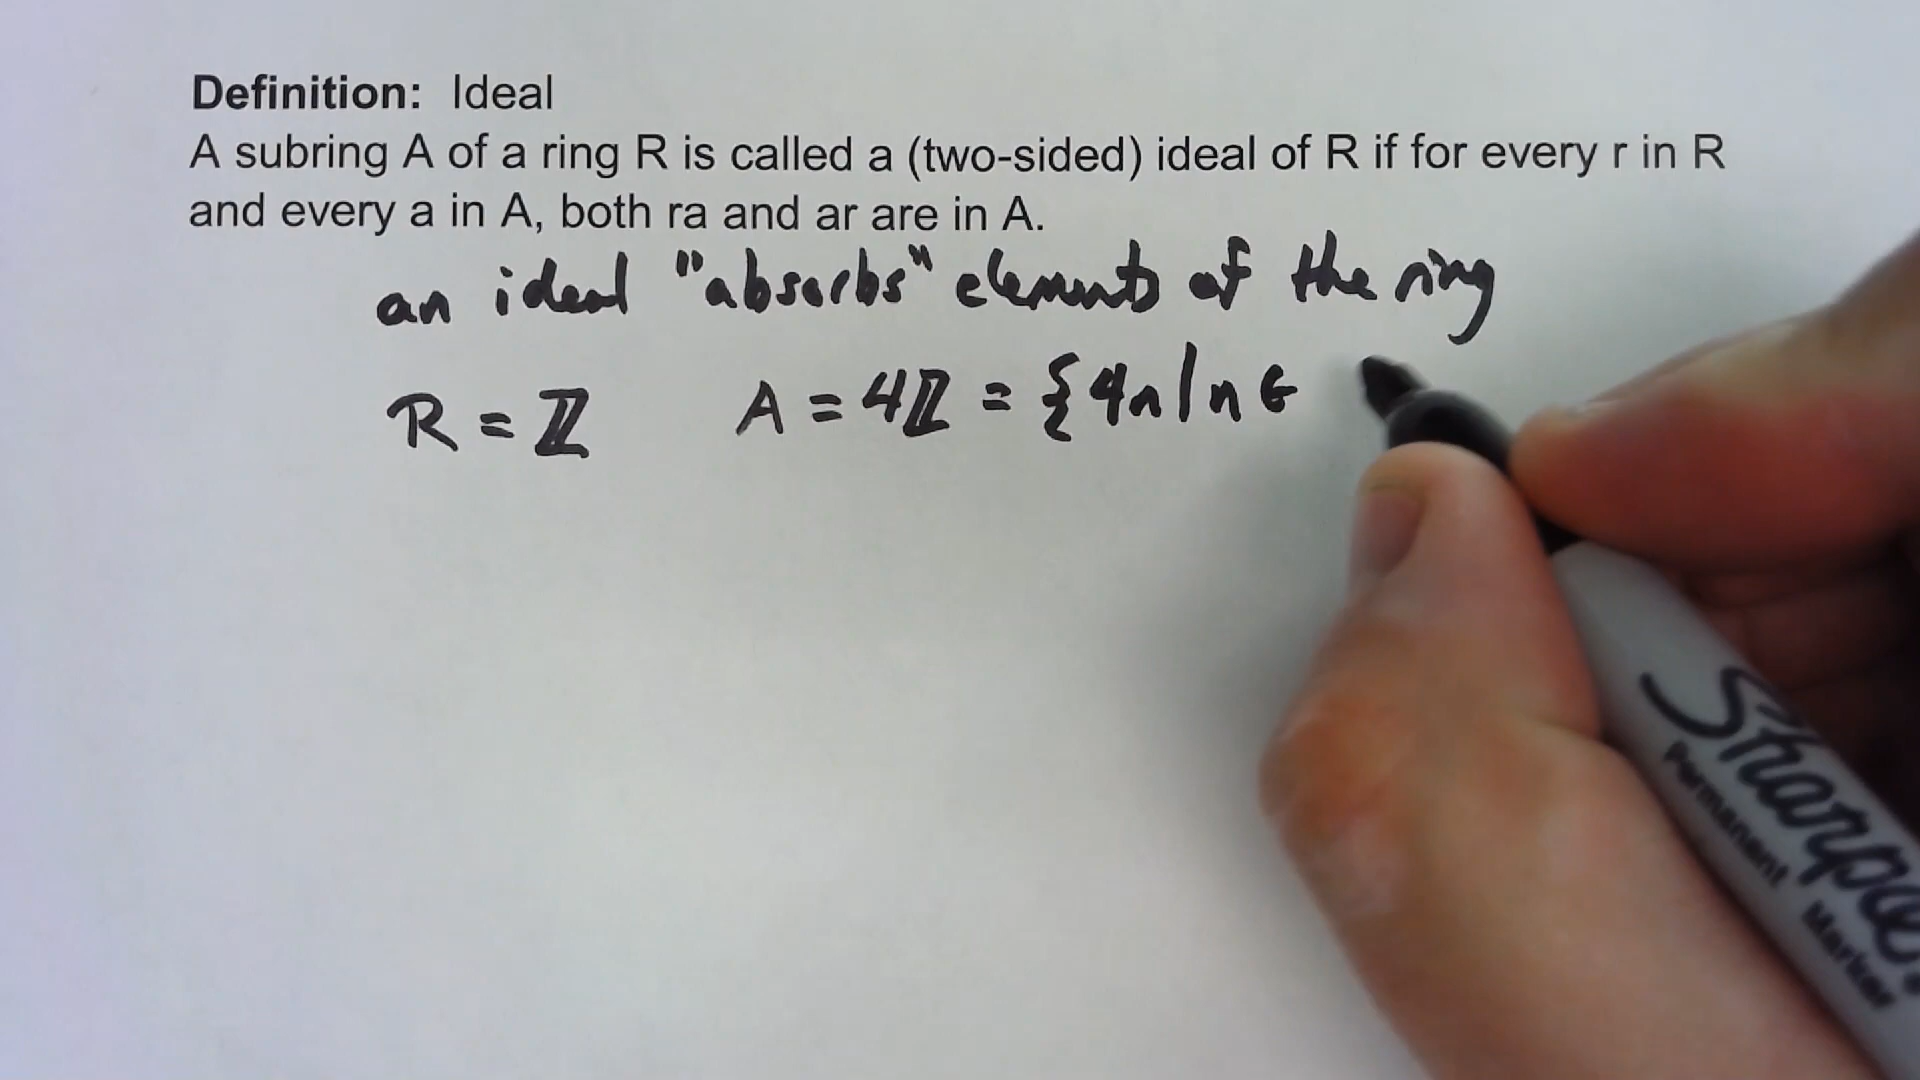 Definition: Ideal
A subring A of a ring R is called a (two-sided) ideal of R if for every r in R
and every a in A, both ra and ar are in A.
an ideal "absorbs" elements of the ring
R = ℤ A = 4ℤ = {4n | n ∈
Sharpie
Permanent Marker